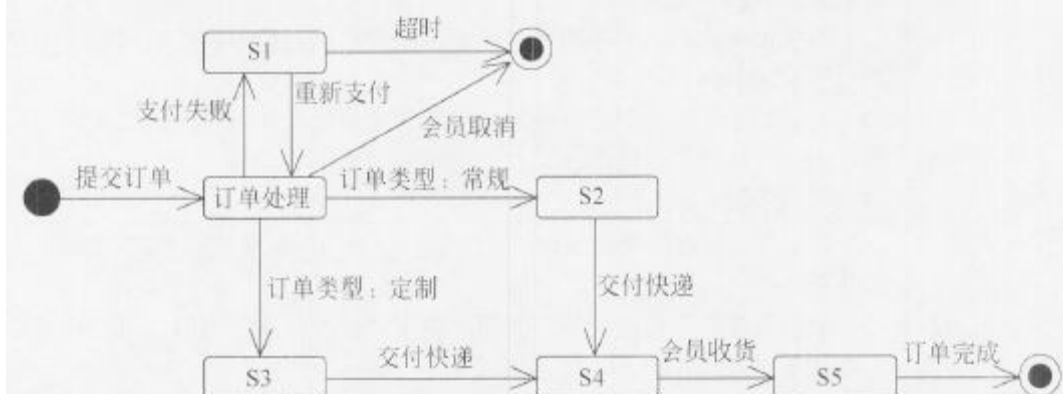 超时
S1
重新支付
支付失败
会员取消
提交订单
订单处理
订单类型：常规
S2
订单类型：定制
交付快递
交付快递
会员收货
订单完成
S3
S4
S5